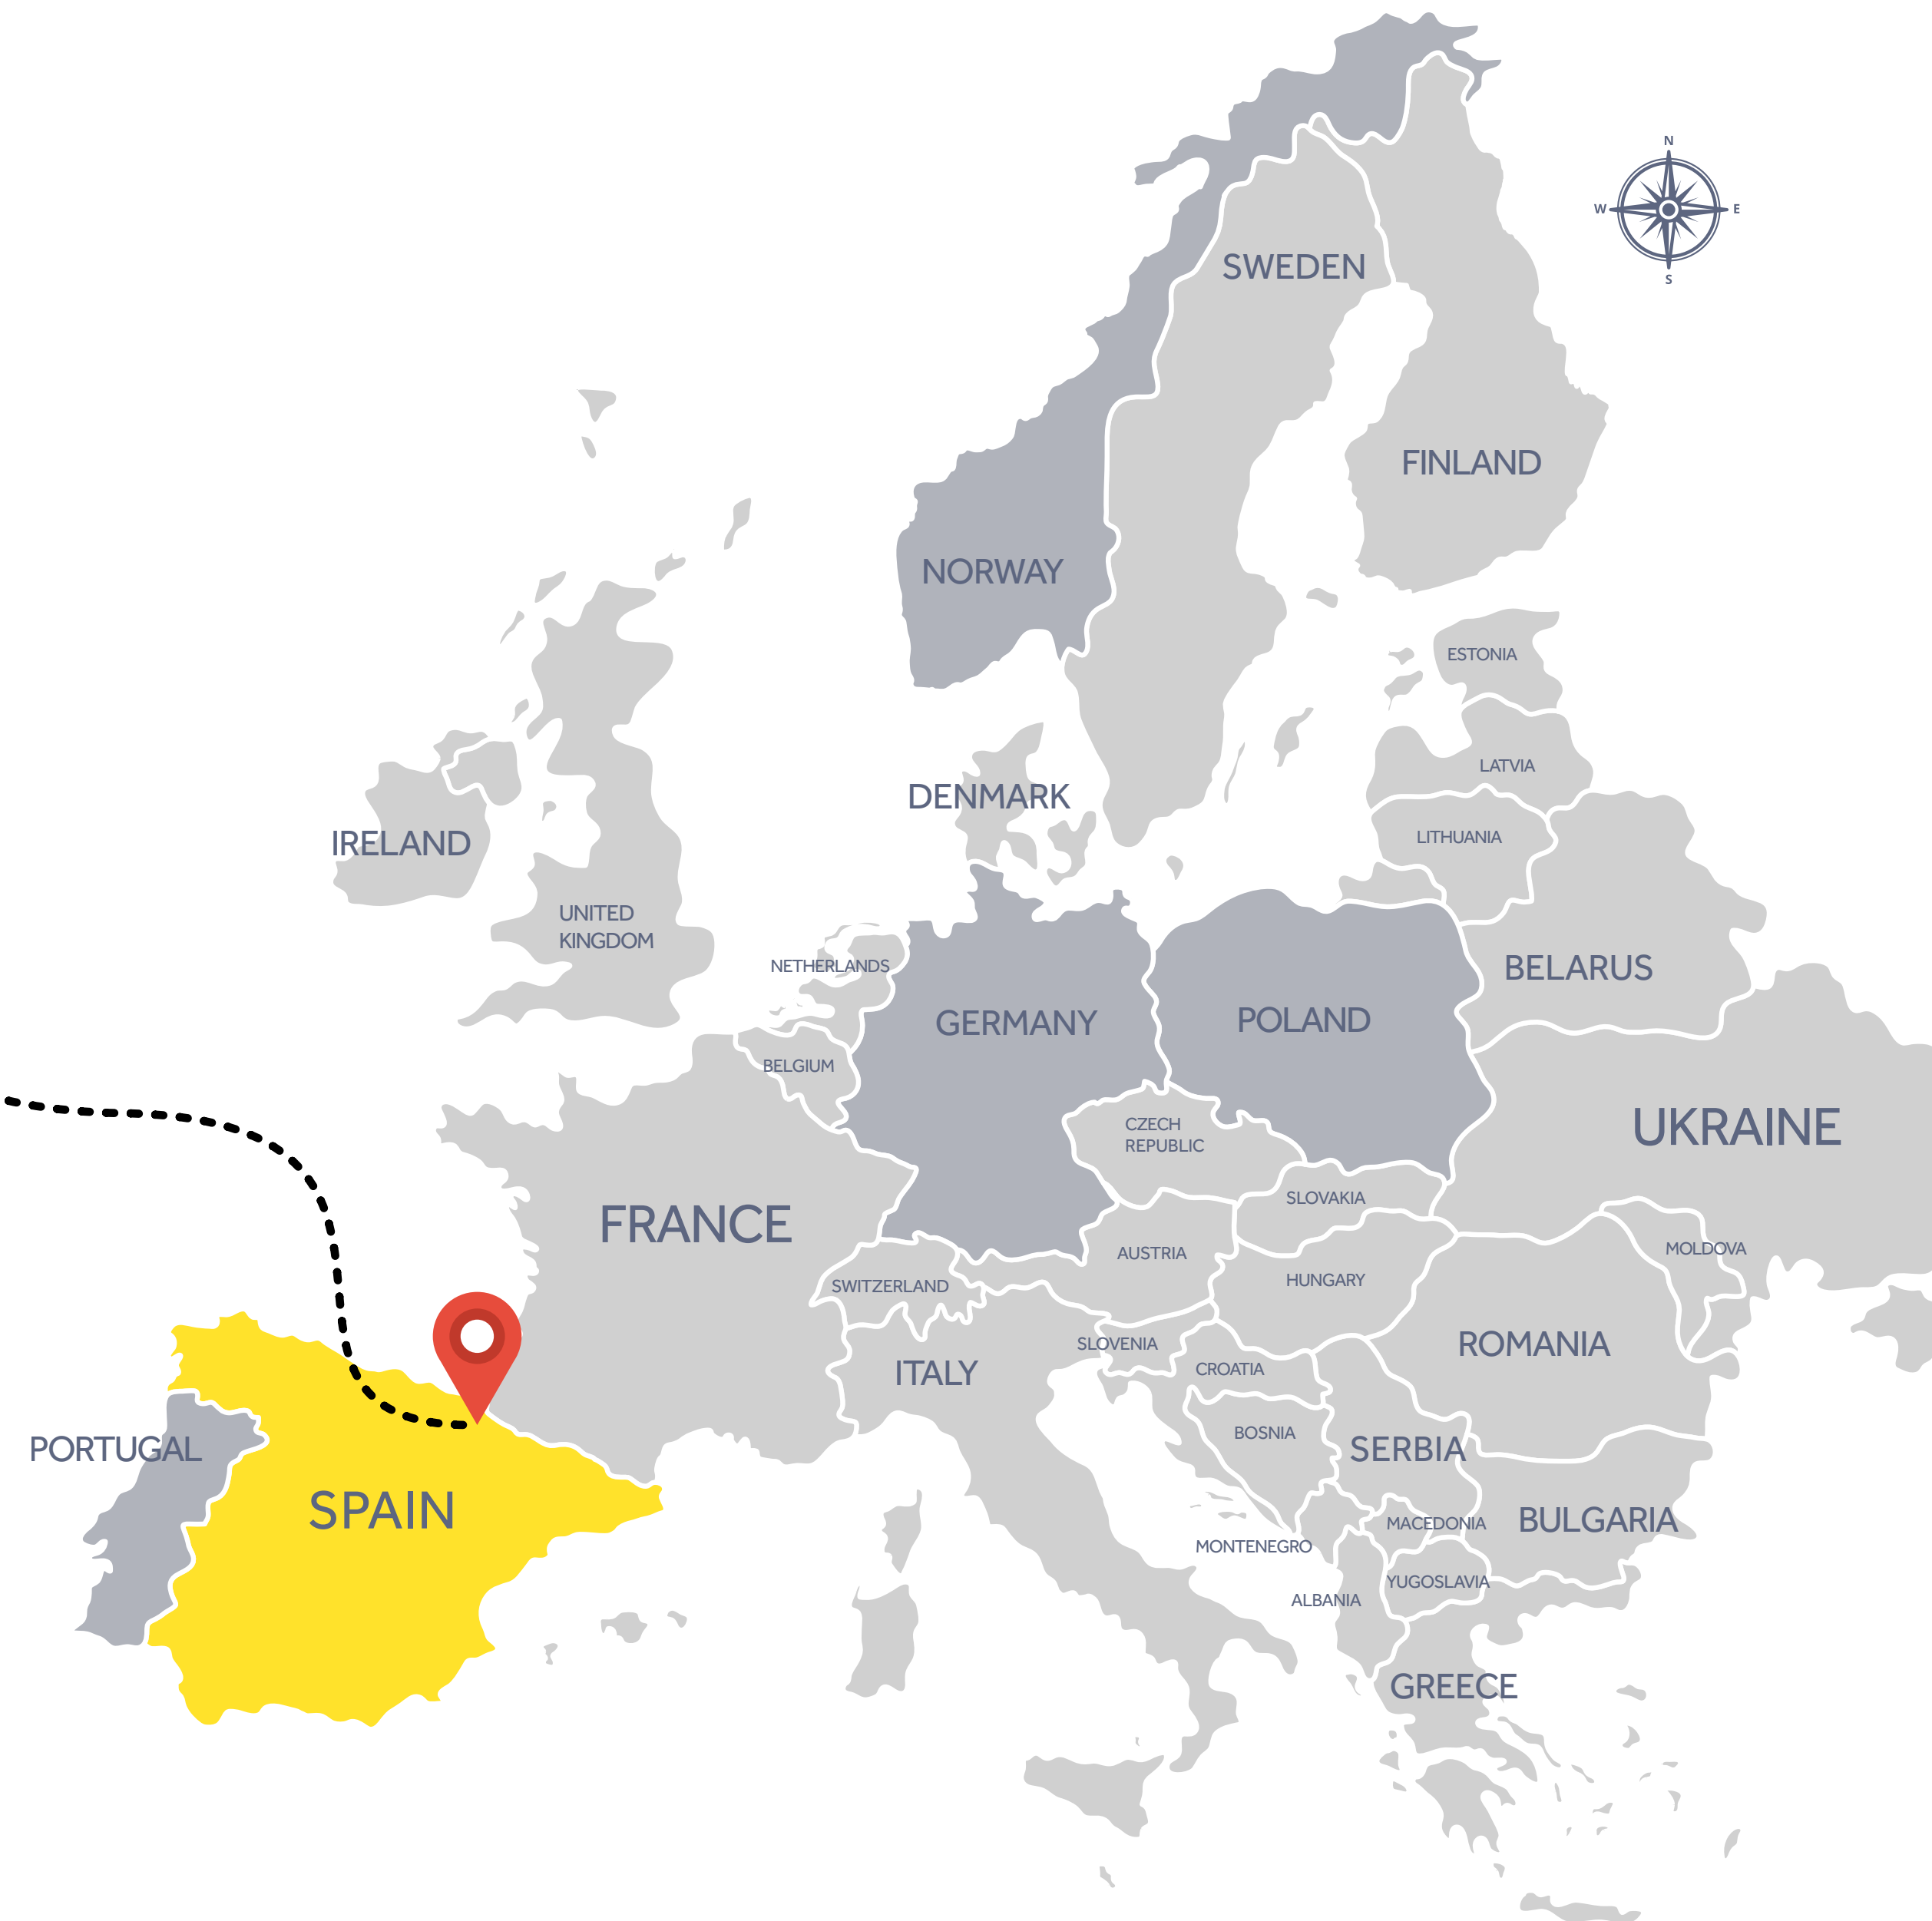 N
W
E
S
SWEDEN
FINLAND
NORWAY
ESTONIA
LATVIA
DENMARK
LITHUANIA
IRELAND
UNITED
KINGDOM
NETHERLANDS
BELARUS
GERMANY
POLAND
BELGIUM
CZECH
REPUBLIC
UKRAINE
FRANCE
SLOVAKIA
AUSTRIA
MOLDOVA
SWITZERLAND
HUNGARY
SLOVENIA
ROMANIA
ITALY
CROATIA
BOSNIA
PORTUGAL
SERBIA
SPAIN
MACEDONIA
BULGARIA
MONTENEGRO
YUGOSLAVIA
ALBANIA
GREECE